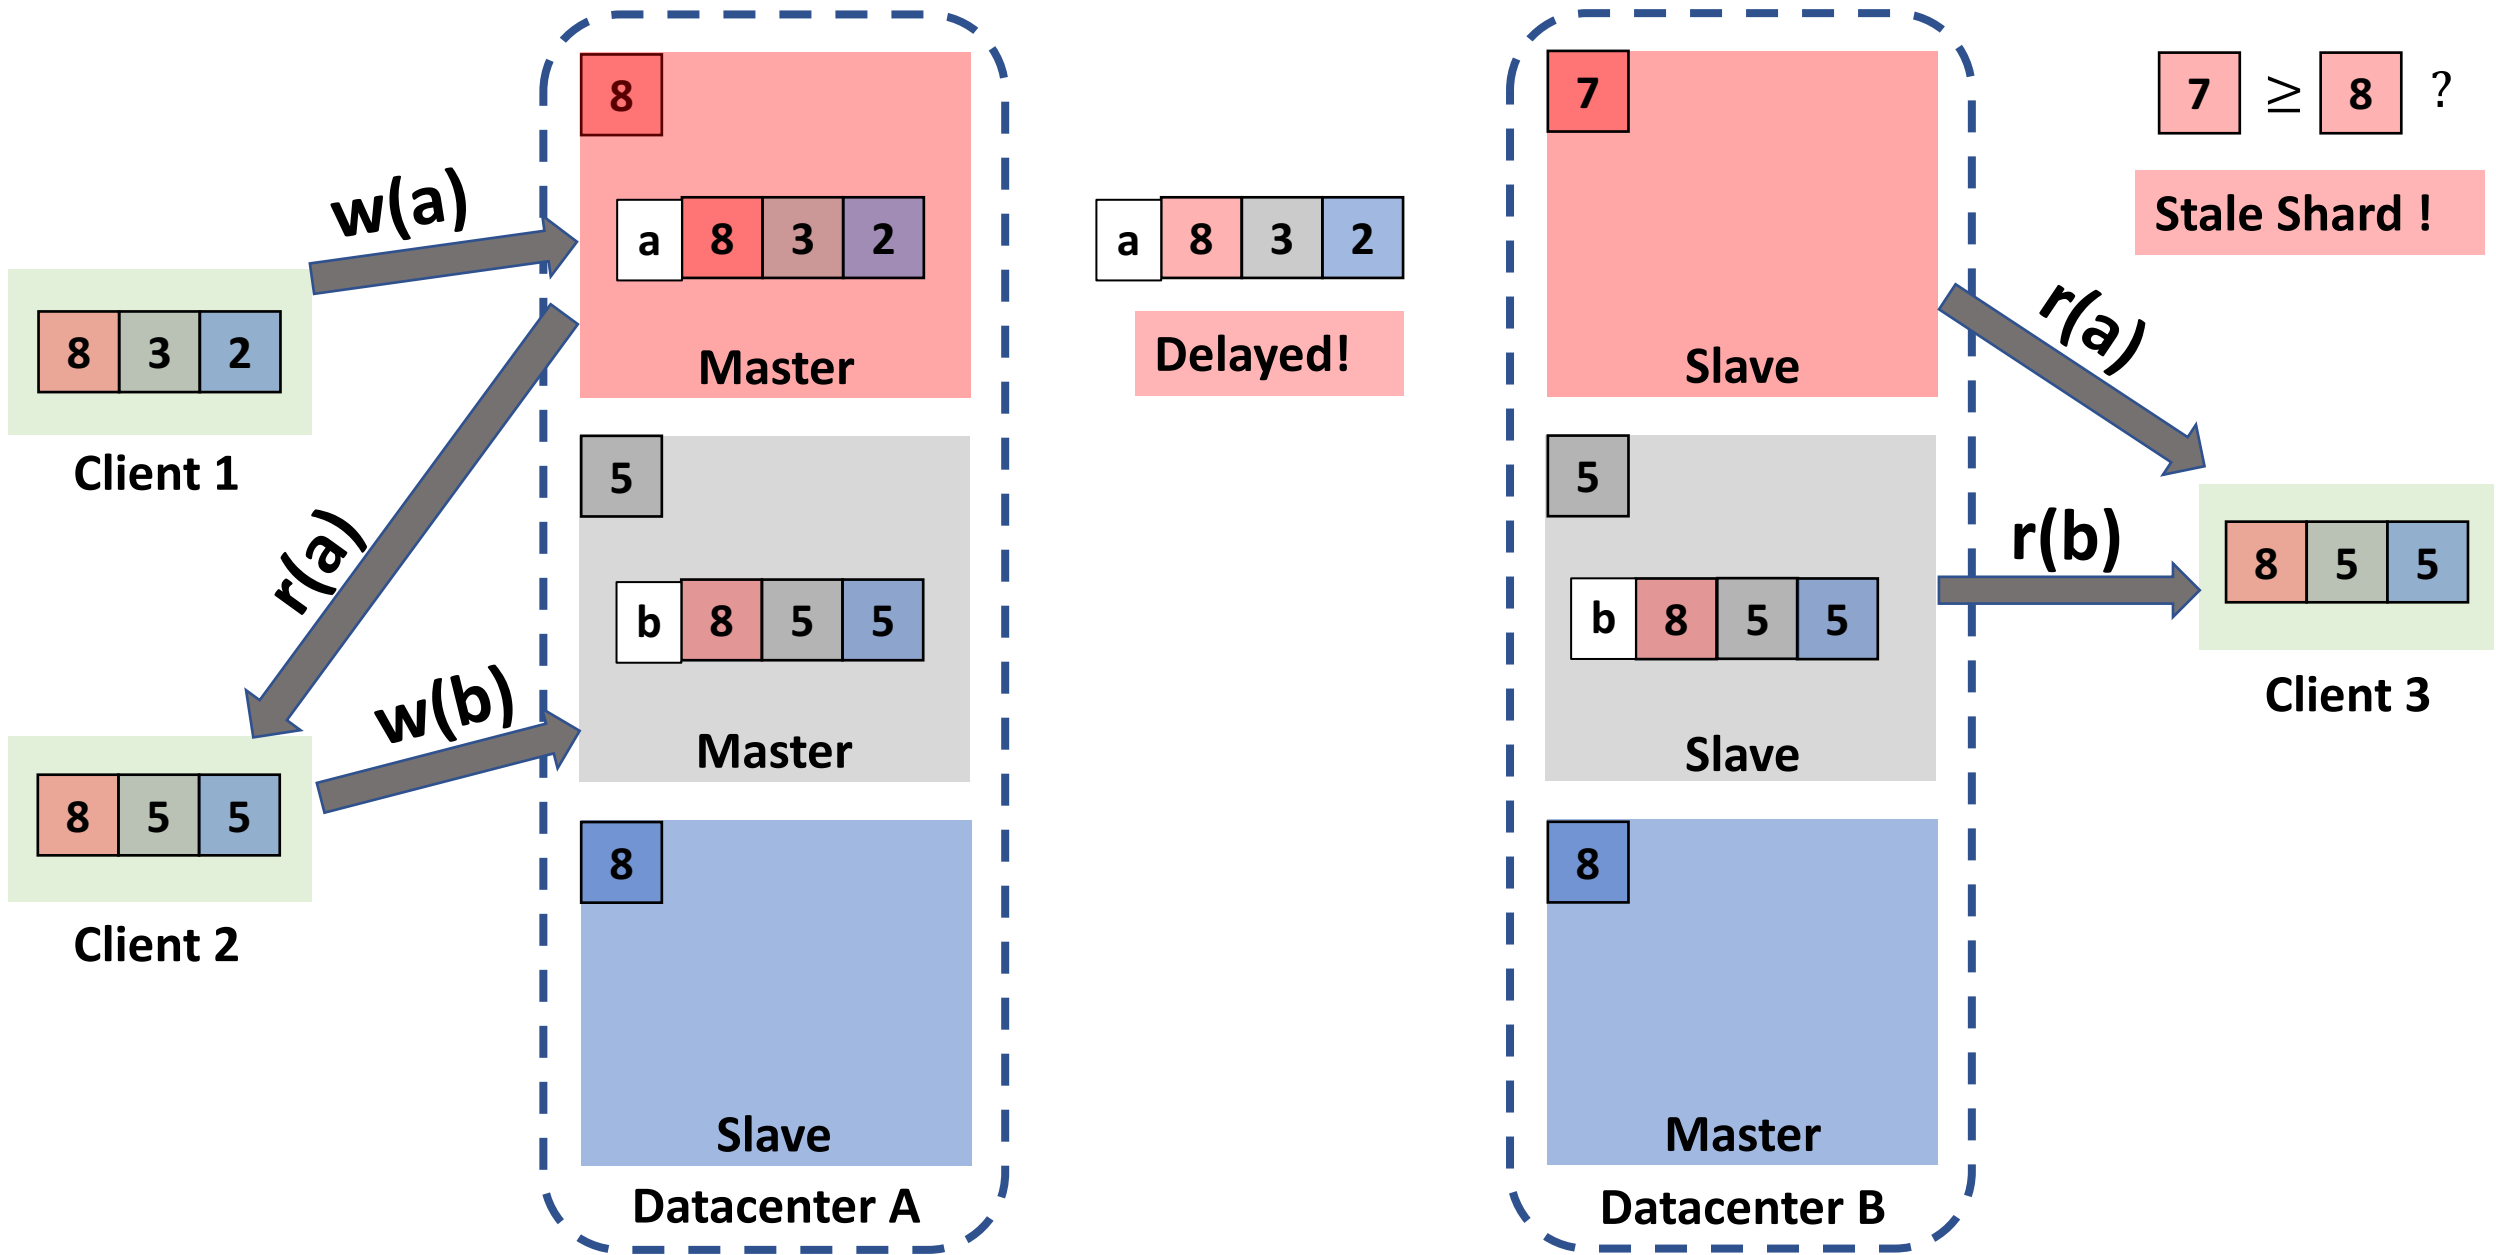 w(a)
8 3 2
Client 1
r(a)
w(b)
8 5 5
Client 2
8
a 8 3 2
Master
5
b 8 5 5
Master
8
Slave
Datacenter A
a 8 3 2
Delayed!
7
Slave
5
b 8 5 5
Slave
8
Master
Datacenter B
7 ≥ 8 ?
Stale Shard !
r(a)
r(b)
8 5 5
Client 3